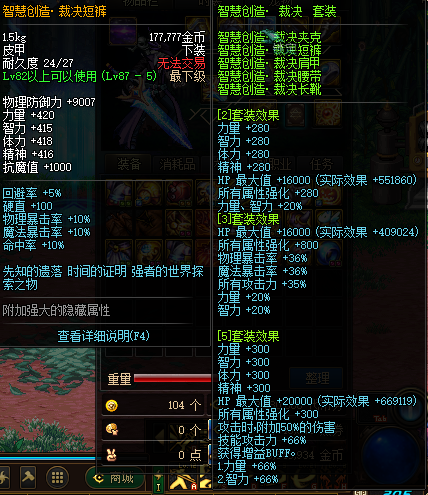 智慧创造·裁决短裤
1.5kg 177,777金币
皮甲 下装
耐久度 24/27 无法交易
Lv82以上可以使用 (Lv87 - 5) 最下级
物理防御力 +9007
力量 +420
智力 +415
体力 +418
精神 +416
抗魔值 +1000
回避率 +5%
硬直 +100
物理暴击率 +10%
魔法暴击率 +10%
命中率 +10%
先知的遗落 时间的证明 强者的世界探
索之物
附加强大的隐藏属性
查看详细说明(F4)
装备 消耗品
重量
104 个
0 个
0 点
商城
智慧创造·裁决 套装
智慧创造·裁决夹克
智慧创造·裁决短裤
智慧创造·裁决肩甲
智慧创造·裁决腰带
智慧创造·裁决长靴
[2]套装效果
力量 +280
智力 +280
体力 +280
精神 +280
HP 最大值 +16000 (实际效果 +551860)
所有属性强化 +280
力量、智力 +20%
[3]套装效果
HP 最大值 +16000 (实际效果 +409024)
所有属性强化 +800
物理暴击率 +36%
魔法暴击率 +36%
所有攻击力 +35%
力量 +20%
智力 +20%
[5]套装效果
力量 +300
智力 +300
体力 +300
精神 +300
HP 最大值 +20000 (实际效果 +669119)
所有属性强化 +300
攻击时,附加50%的伤害
技能攻击力 +66%
获得增益BUFF。
1.力量 +66%
2.智力 +66%
任务
整理
934 金币
Tab